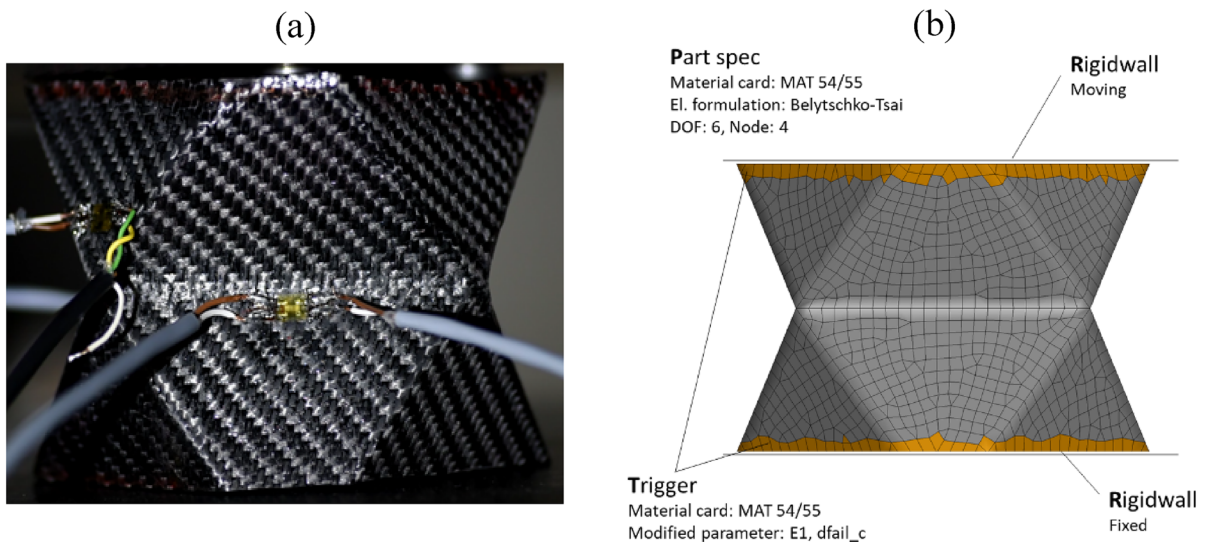 (a)
(b)
Part spec
Material card: MAT 54/55
El. formulation: Belytschko-Tsai
DOF: 6, Node: 4
Rigidwall
Moving
Trigger
Material card: MAT 54/55
Modified parameter: E1, dfail_c
Rigidwall
Fixed